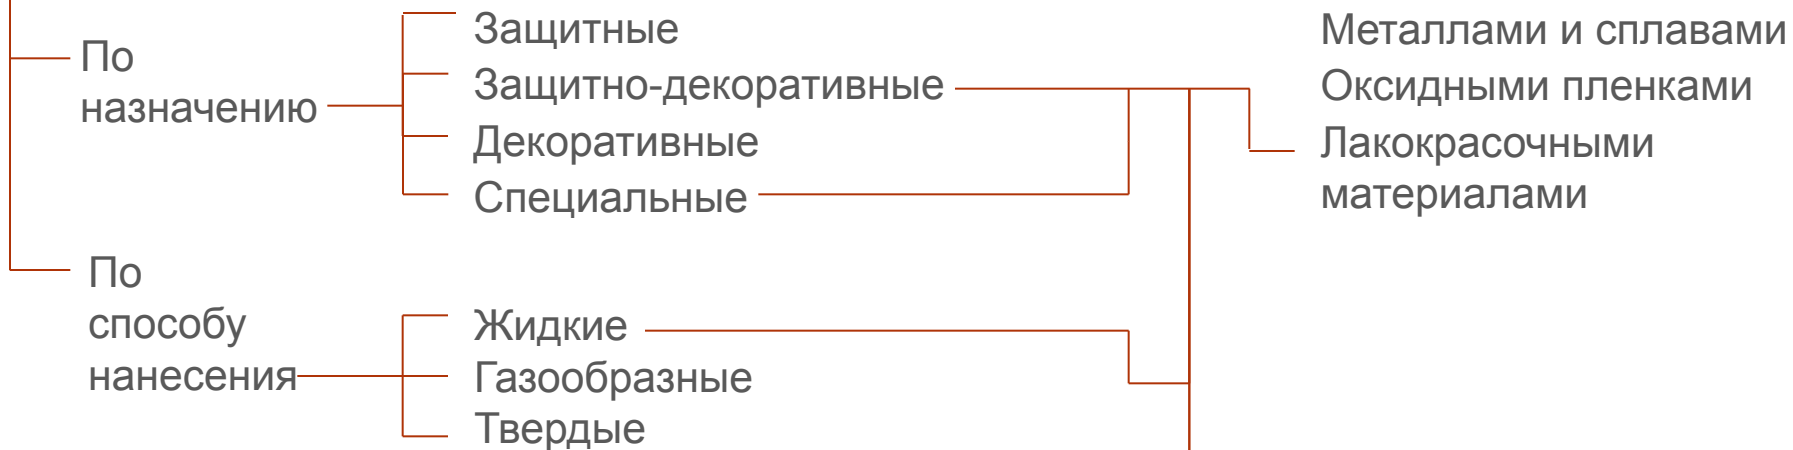 По
назначению
Защитные
Защитно-декоративные
Декоративные
Специальные
Металлами и сплавами
Оксидными пленками
Лакокрасочными
материалами
По
способу
нанесения
Жидкие
Газообразные
Твердые